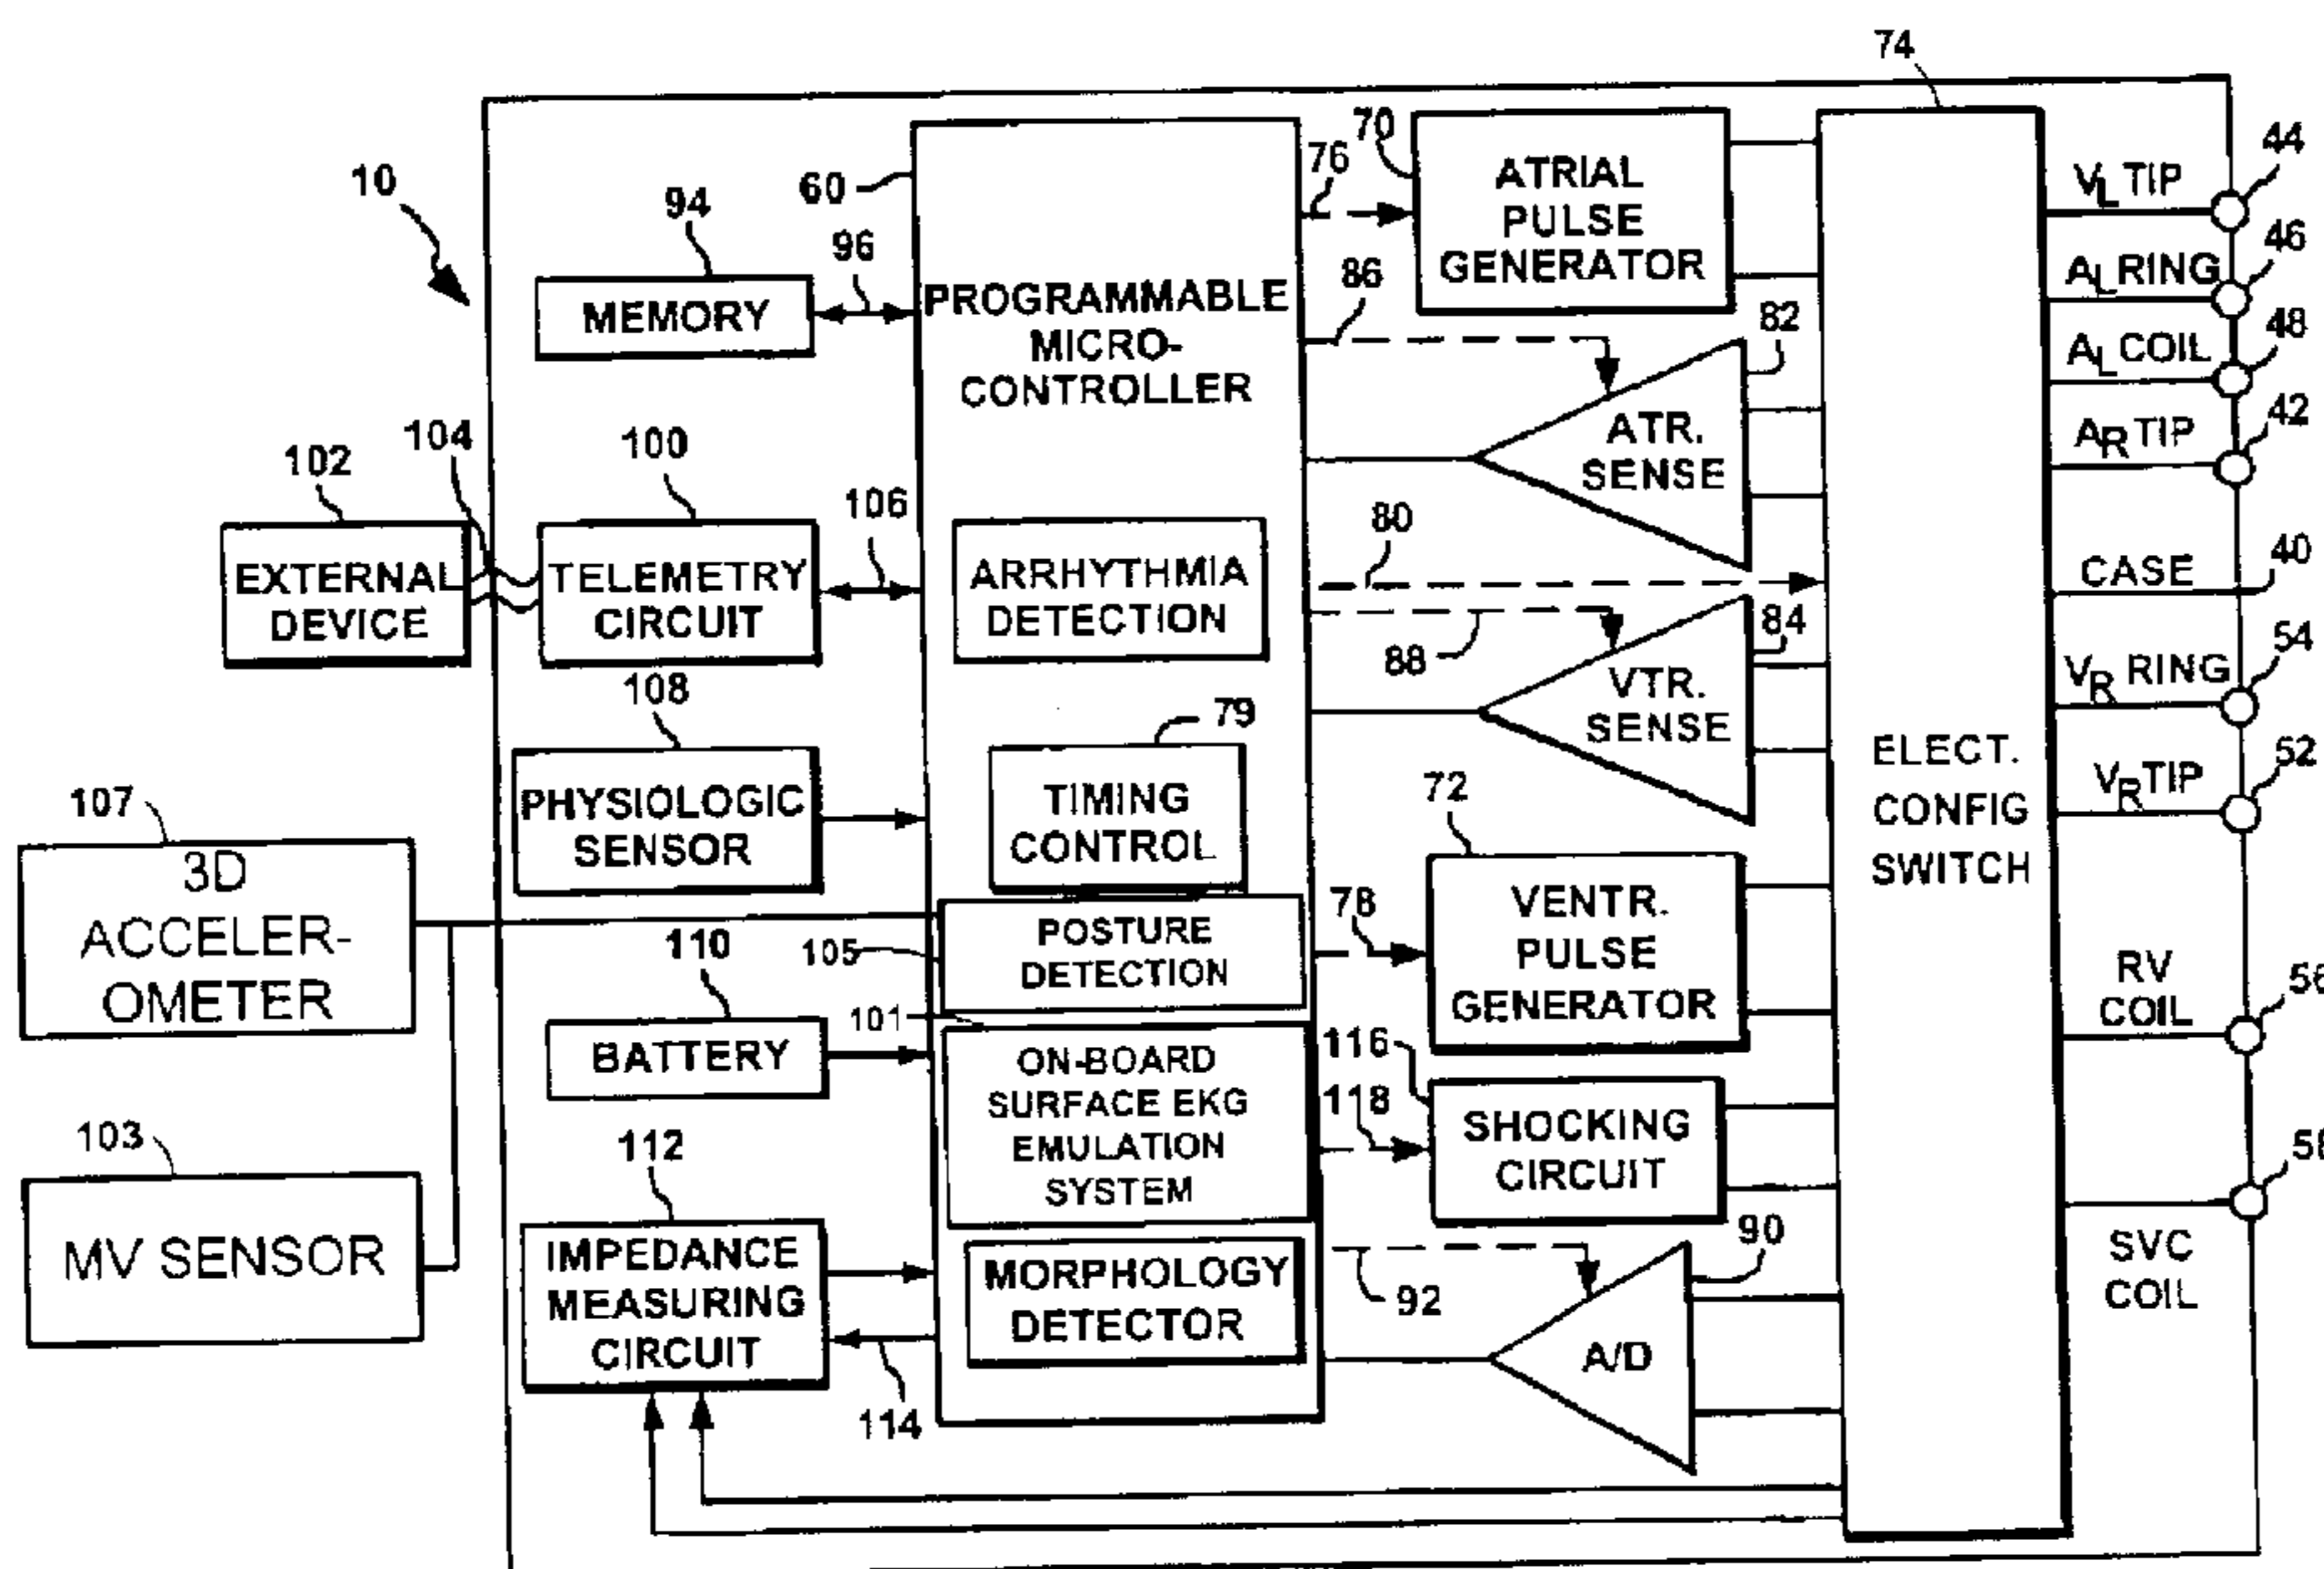 74
10
60
94
96
MEMORY
PROGRAMMABLE
MICRO-
CONTROLLER
76
70
ATRIAL
PULSE
GENERATOR
86
82
ATR.
SENSE
VL TIP
44
AL RING
46
AL COIL
48
AR TIP
42
102
EXTERNAL
DEVICE
104
100
TELEMETRY
CIRCUIT
106
ARRHYTHMIA
DETECTION
80
88
84
VTR.
SENSE
CASE
40
VR RING
54
VR TIP
52
108
PHYSIOLOGIC
SENSOR
79
TIMING
CONTROL
72
VENTR.
PULSE
GENERATOR
78
ELECT.
CONFIG
SWITCH
107
3D
ACCELER-
OMETER
105
POSTURE
DETECTION
110
BATTERY
101
ON-BOARD
SURFACE EKG
EMULATION
SYSTEM
116
118
SHOCKING
CIRCUIT
RV
COIL
56
SVC
COIL
58
103
MV SENSOR
112
IMPEDANCE
MEASURING
CIRCUIT
114
MORPHOLOGY
DETECTOR
92
90
A/D